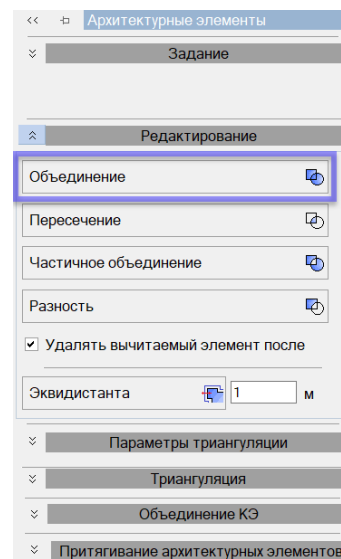 Архитектурные элементы
Задание
Редактирование
Объединение
Пересечение
Частичное объединение
Разность
Удалять вычитаемый элемент после
Эквидистанта 1 м
Параметры триангуляции
Триангуляция
Объединение КЭ
Притягивание архитектурных элементов